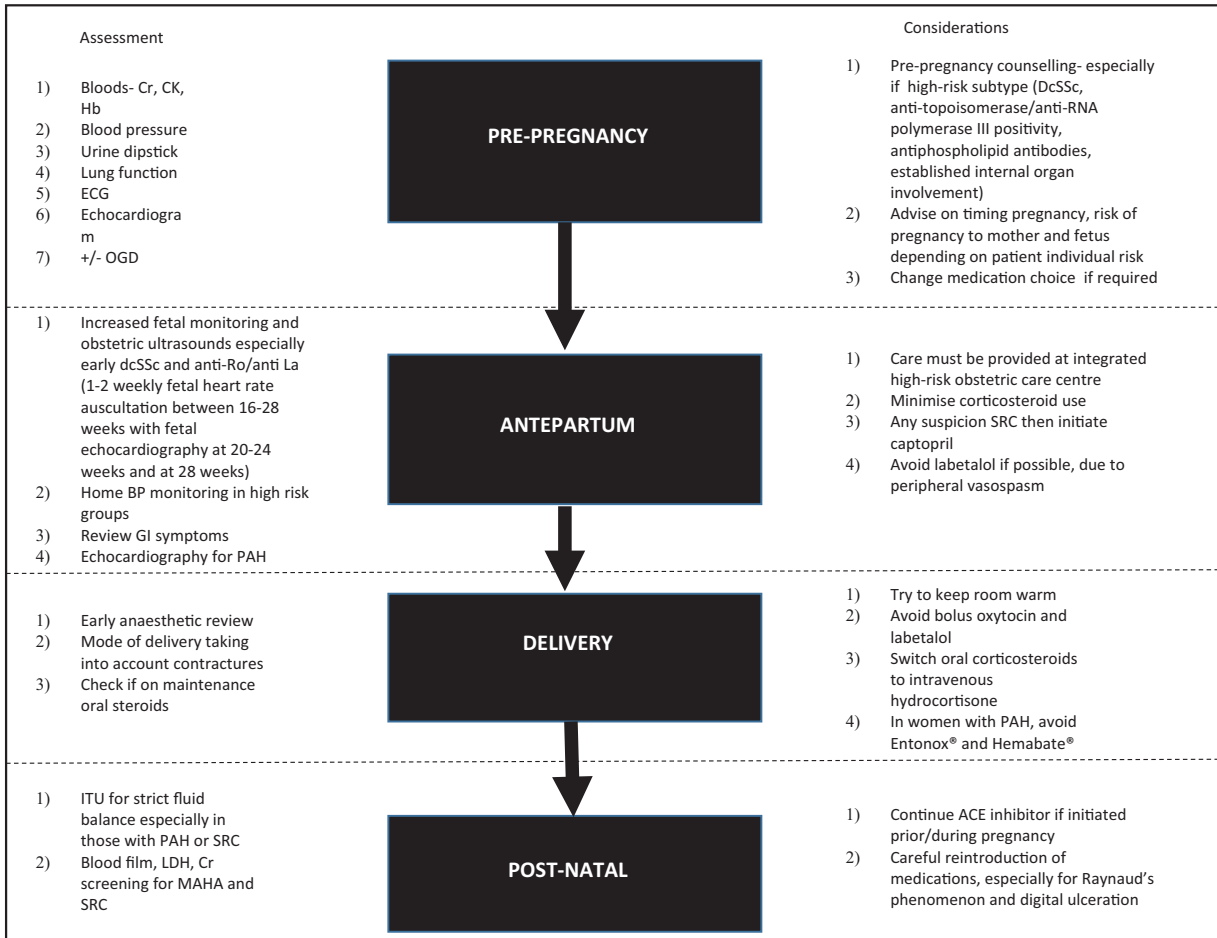 Assessment
Considerations
1) Bloods- Cr, CK,
Hb
2) Blood pressure
3) Urine dipstick
4) Lung function
5) ECG
6) Echocardiogra
m
7) +/- OGD
PRE-PREGNANCY
1) Pre-pregnancy counselling- especially
if high-risk subtype (DcSSc,
anti-topoisomerase/anti-RNA
polymerase III positivity,
antiphospholipid antibodies,
established internal organ
involvement)
2) Advise on timing pregnancy, risk of
pregnancy to mother and fetus
depending on patient individual risk
3) Change medication choice if required
1) Increased fetal monitoring and
obstetric ultrasounds especially
early dcSSc and anti-Ro/anti La
(1-2 weekly fetal heart rate
auscultation between 16-28
weeks with fetal
echocardiography at 20-24
weeks and at 28 weeks)
2) Home BP monitoring in high risk
groups
3) Review GI symptoms
4) Echocardiography for PAH
ANTEPARTUM
1) Care must be provided at integrated
high-risk obstetric care centre
2) Minimise corticosteroid use
3) Any suspicion SRC then initiate
captopril
4) Avoid labetalol if possible, due to
peripheral vasospasm
1) Early anaesthetic review
2) Mode of delivery taking
into account contractures
3) Check if on maintenance
oral steroids
DELIVERY
1) Try to keep room warm
2) Avoid bolus oxytocin and
labetalol
3) Switch oral corticosteroids
to intravenous
hydrocortisone
4) In women with PAH, avoid
Entonox® and Hemabate®
1) ITU for strict fluid
balance especially in
those with PAH or SRC
2) Blood film, LDH, Cr
screening for MAHA and
SRC
POST-NATAL
1) Continue ACE inhibitor if initiated
prior/during pregnancy
2) Careful reintroduction of
medications, especially for Raynaud's
phenomenon and digital ulceration